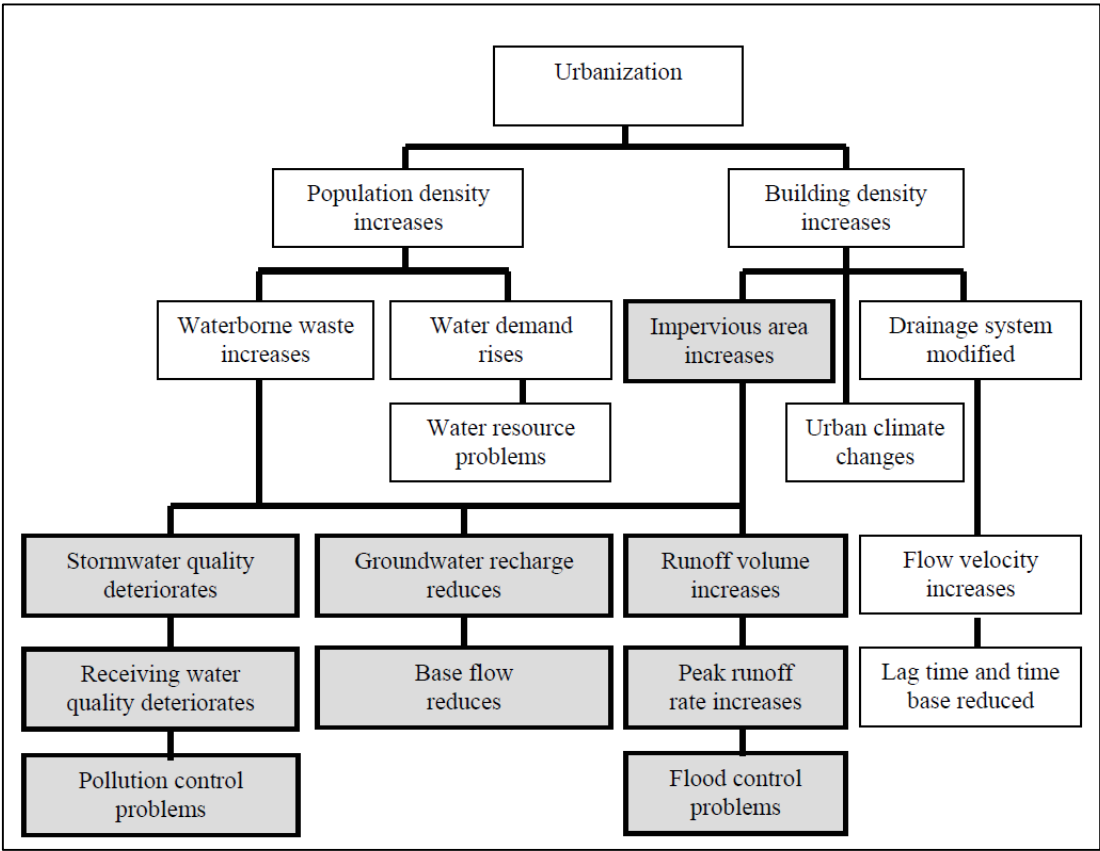 Urbanization
Population density
increases
Building density
increases
Waterborne waste
increases
Water demand
rises
Impervious area
increases
Drainage system
modified
Water resource
problems
Urban climate
changes
Stormwater quality
deteriorates
Groundwater recharge
reduces
Runoff volume
increases
Flow velocity
increases
Receiving water
quality deteriorates
Base flow
reduces
Peak runoff
rate increases
Lag time and time
base reduced
Pollution control
problems
Flood control
problems